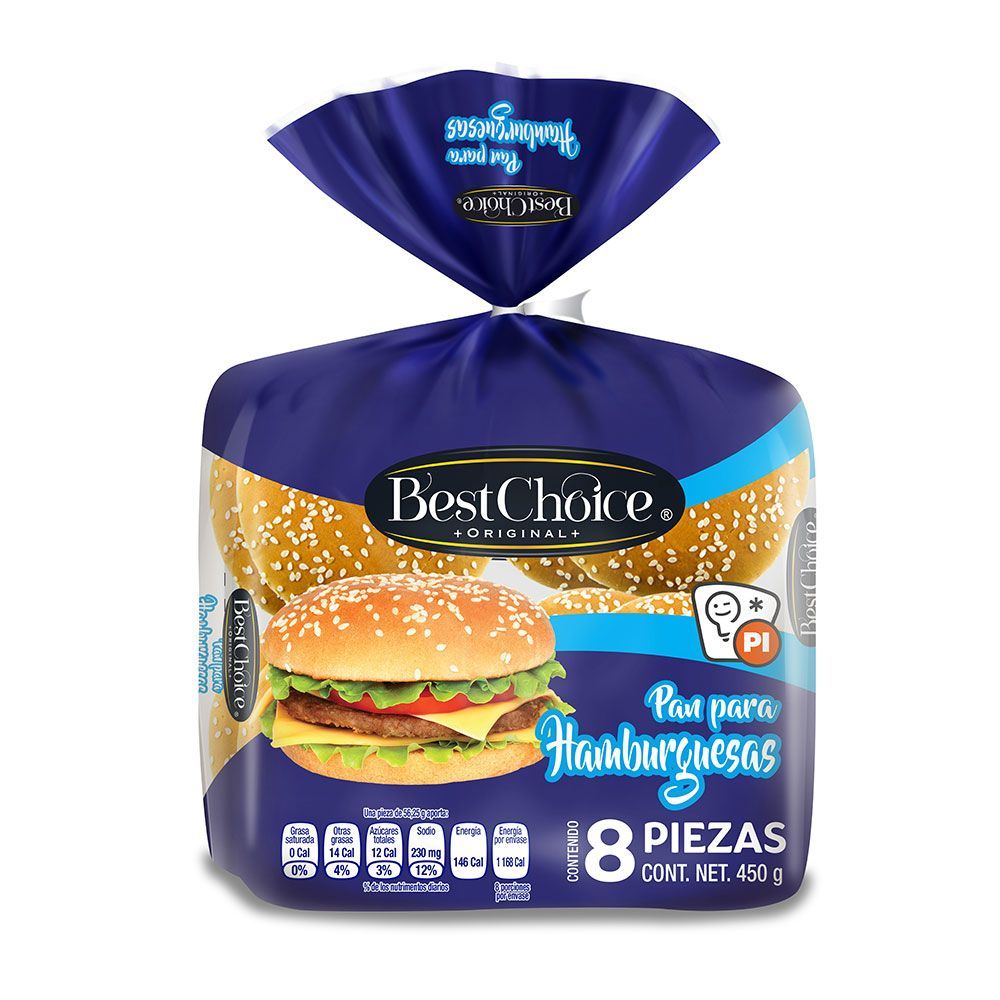 Pan para
Hamburguesas
BestChoice®
+ORIGINAL+
BestChoice®
+ORIGINAL+
* PI
BestChoice
BestChoice
+ORIGINAL+
Pan para
Hamburguesas
Pan para
Hamburguesas
Una pieza de 56,25 g aporta:
Grasa saturada 0 Cal 0%
Otras grasas 14 Cal 4%
Azúcares totales 12 Cal 3%
Sodio 230 mg 12%
Energía 146 Cal
Energía por envase 1 168 Cal
% de los nutrimentos diarios
8 porciones
por envase
CONTENIDO
8 PIEZAS
CONT. NET. 450 g